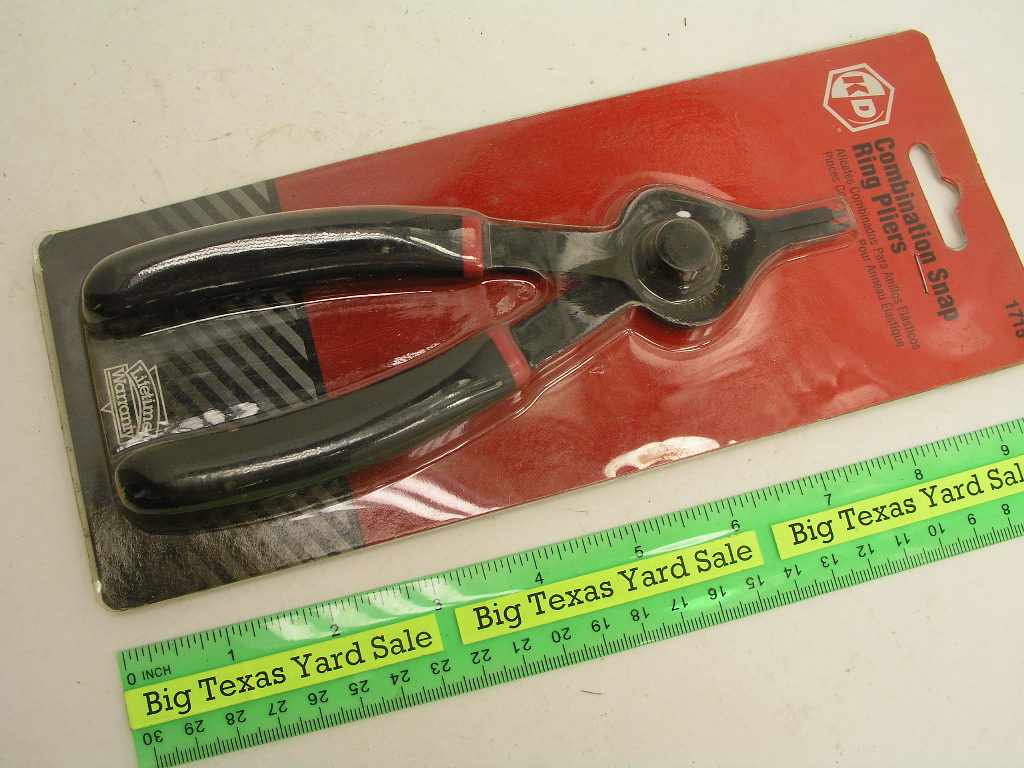 KD
Combination Snap
Ring Pliers
Alicates Combinados Para Anillos Elásticos
Pour Anneau Élastique
Lifetime
Warranty
0 INCH 1 2 3 4 5 6 7 8 9
Big Texas Yard Sale
Big Texas Yard Sale
Big Texas Yard Sale
30 29 28 27 26 25 24 23 22 21 20 19 18 17 16 15 14 13 12 11 10 9 8